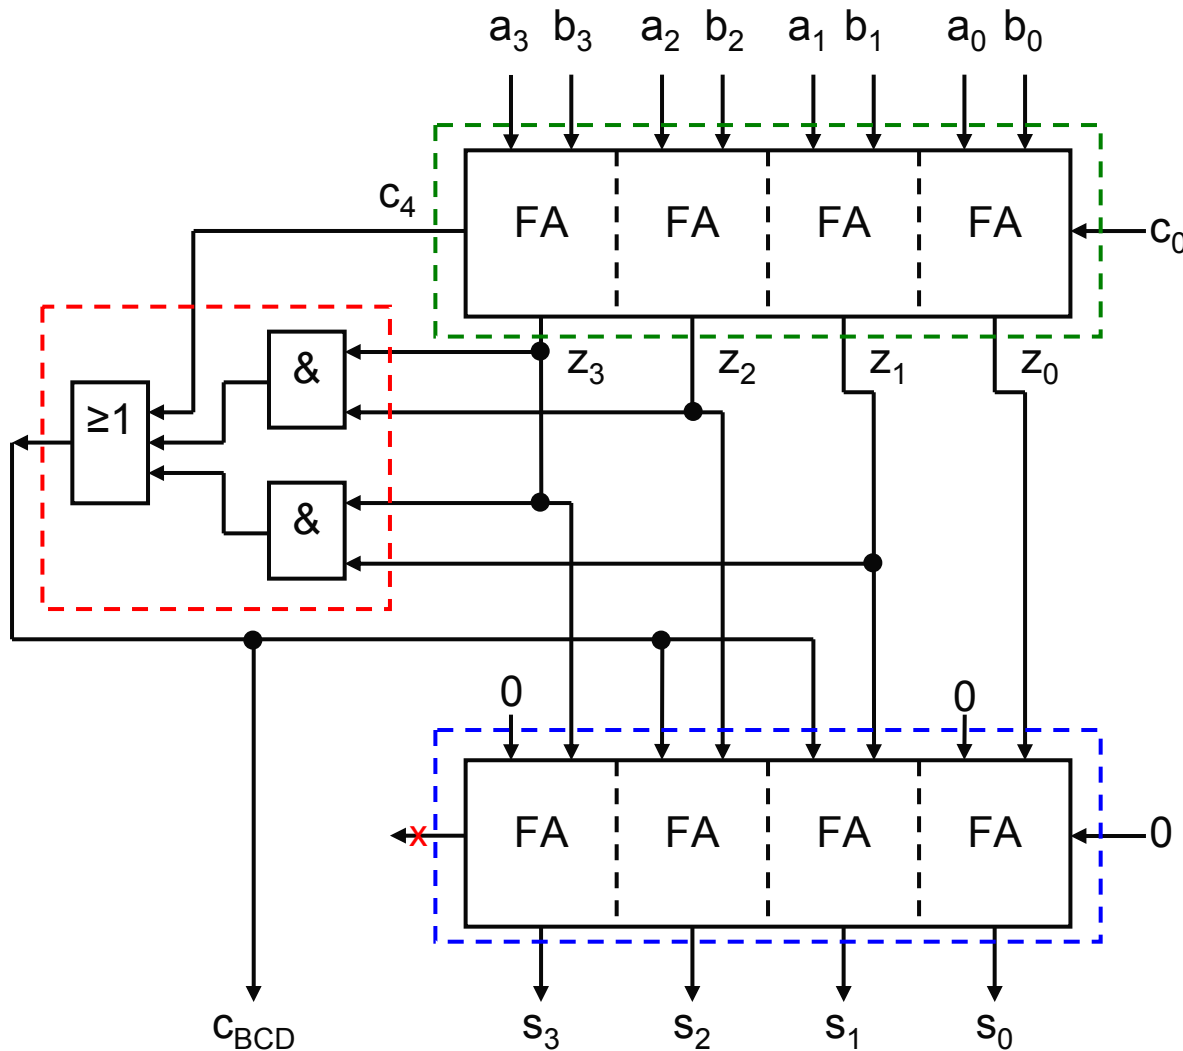 a₃ b₃ a₂ b₂ a₁ b₁ a₀ b₀
c₄
FA FA FA FA
c₀
z₃ z₂ z₁ z₀
&
≥1
&
0 0
FA FA FA FA
x
0
c_BCD s₃ s₂ s₁ s₀